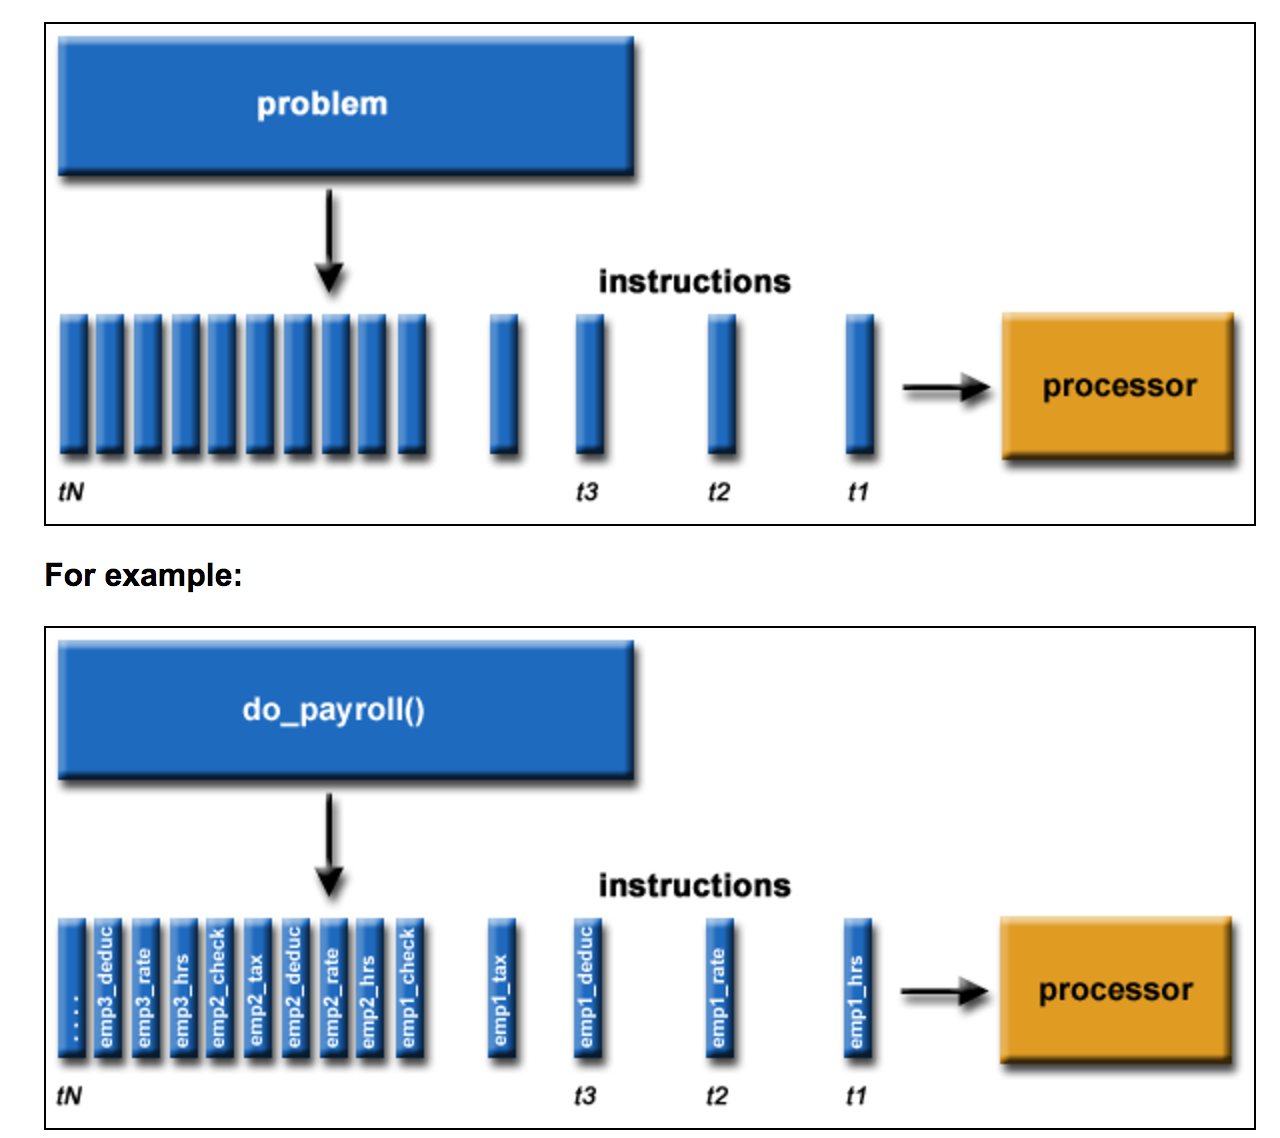 problem
instructions
processor
tN
t3
t2
t1
For example:
do_payroll()
instructions
....
emp3_deduc
emp3_rate
emp3_hrs
emp2_check
emp2_tax
emp2_deduc
emp2_rate
emp2_hrs
emp1_check
emp1_tax
emp1_deduc
emp1_rate
emp1_hrs
processor
tN
t3
t2
t1